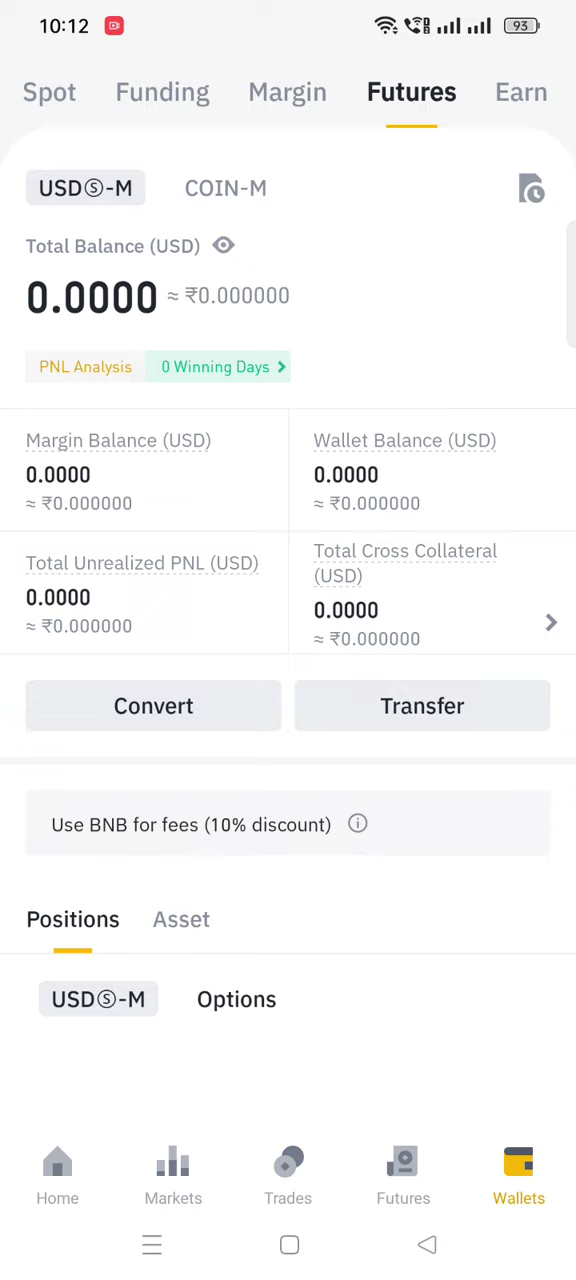 10:12
93
Spot Funding Margin Futures Earn
USDⓈ-M COIN-M
Total Balance (USD)
0.0000 ≈ ₹0.000000
PNL Analysis 0 Winning Days
Margin Balance (USD)
0.0000
≈ ₹0.000000
Wallet Balance (USD)
0.0000
≈ ₹0.000000
Total Unrealized PNL (USD)
0.0000
≈ ₹0.000000
Total Cross Collateral
(USD)
0.0000
≈ ₹0.000000
Convert Transfer
Use BNB for fees (10% discount)
Positions Asset
USDⓈ-M Options
Home Markets Trades Futures Wallets